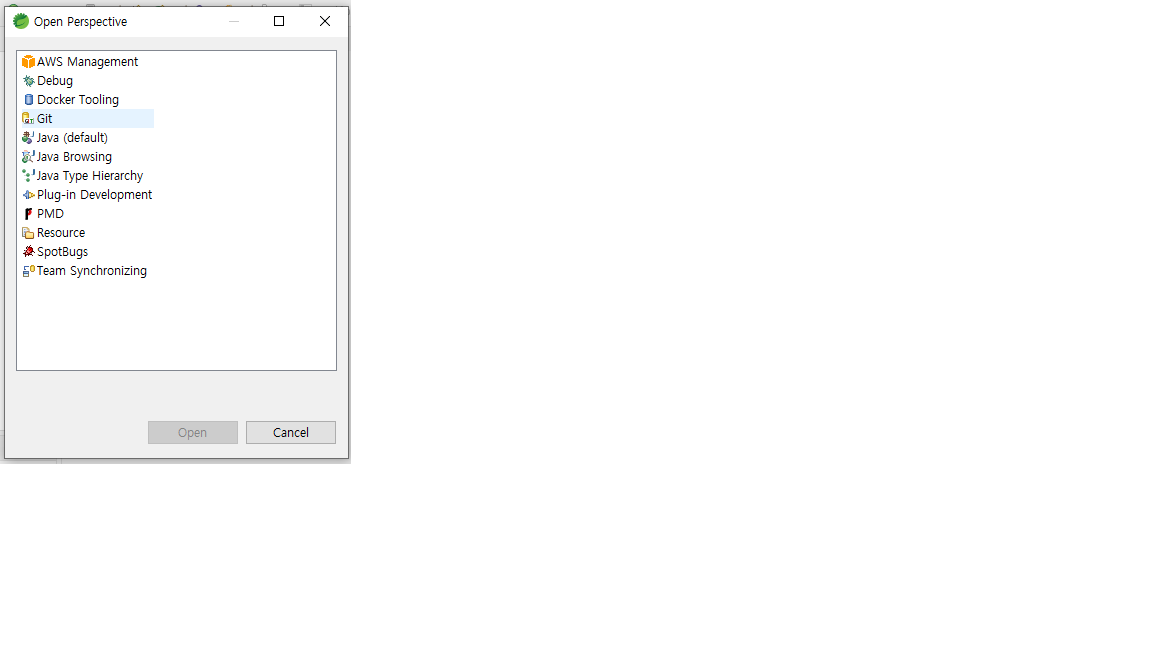 Open Perspective
AWS Management
Debug
Docker Tooling
Git
Java (default)
Java Browsing
Java Type Hierarchy
Plug-in Development
PMD
Resource
SpotBugs
Team Synchronizing
Open
Cancel